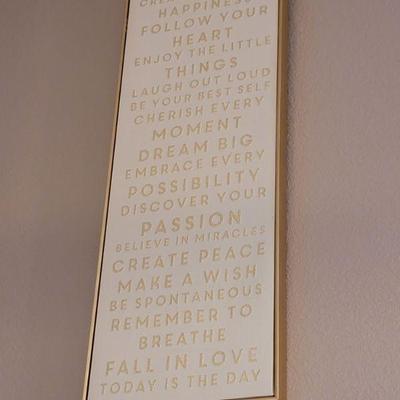 HAPPINESS
FOLLOW YOUR
HEART
ENJOY THE LITTLE
THINGS
LAUGH OUT LOUD
BE YOUR BEST SELF
CHERISH EVERY
MOMENT
DREAM BIG
EMBRACE EVERY
POSSIBILITY
DISCOVER YOUR
PASSION
BELIEVE IN MIRACLES
CREATE PEACE
MAKE A WISH
BE SPONTANEOUS
REMEMBER TO
BREATHE
FALL IN LOVE
TODAY IS THE DAY